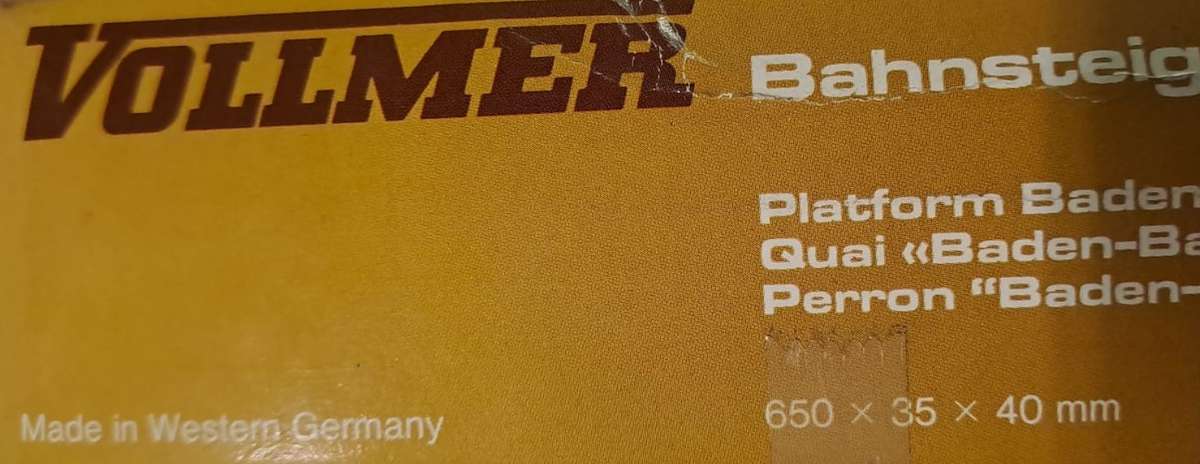 VOLLMER
Bahnsteig
Platform Baden
Quai «Baden-Ba
Perron “Baden-
650 × 35 × 40 mm
Made in Western Germany